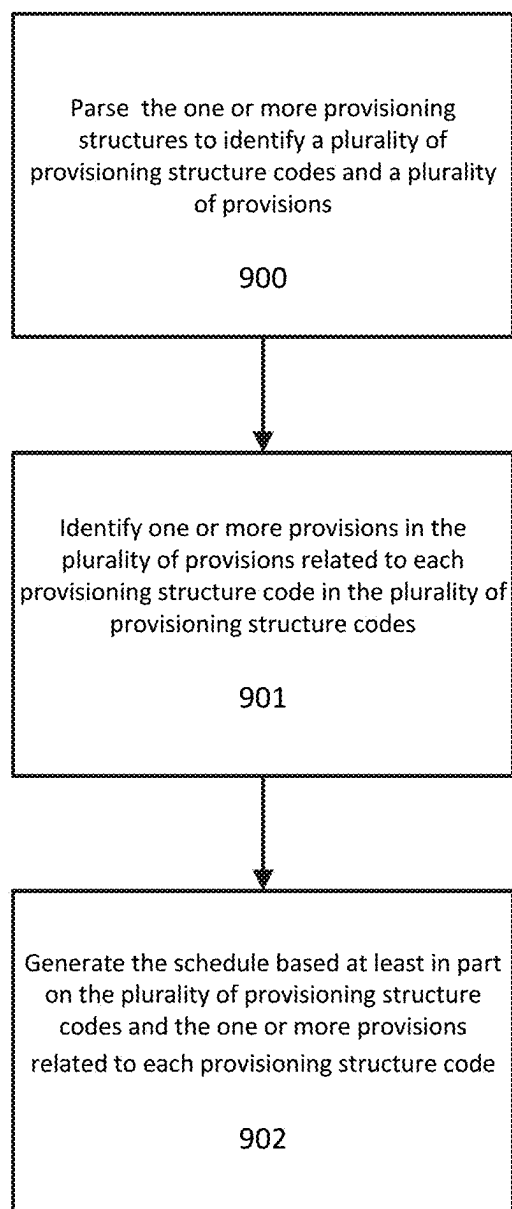 Parse the one or more provisioning
structures to identify a plurality of
provisioning structure codes and a plurality
of provisions
900
Identify one or more provisions in the
plurality of provisions related to each
provisioning structure code in the plurality of
provisioning structure codes
901
Generate the schedule based at least in part
on the plurality of provisioning structure
codes and the one or more provisions
related to each provisioning structure code
902